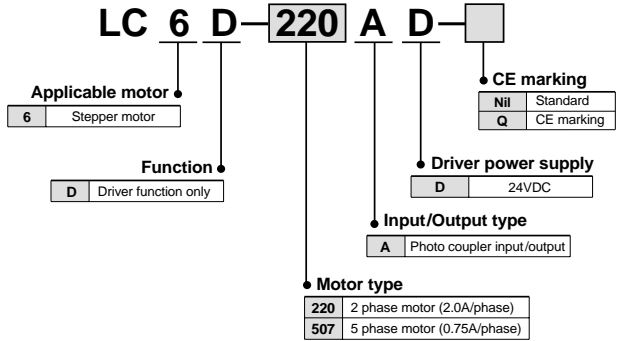 LC 6 D-220 A D-
CE marking
Nil Standard
Q CE marking
Applicable motor
6 Stepper motor
Function
D Driver function only
Driver power supply
D 24VDC
Input/Output type
A Photo coupler input/output
Motor type
220 2 phase motor (2.0A/phase)
507 5 phase motor (0.75A/phase)